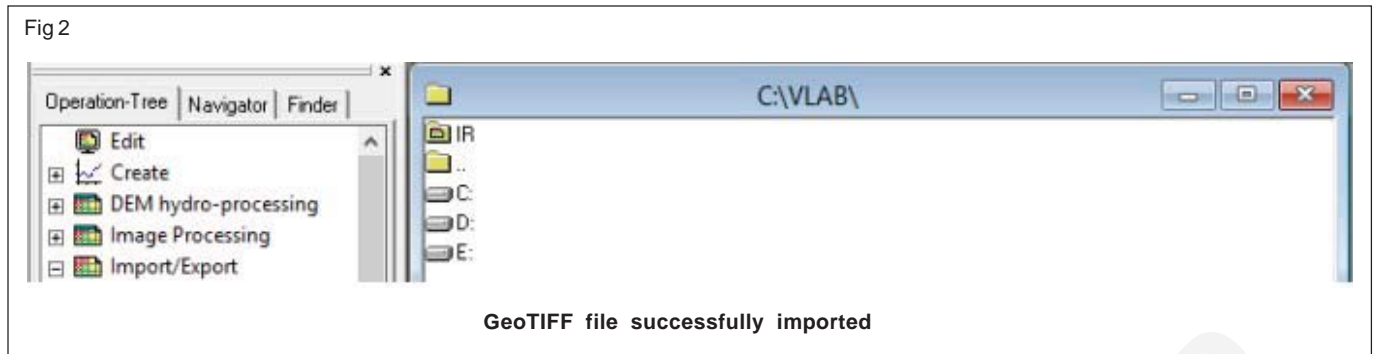 Fig 2
x
Operation-Tree Navigator Finder
Edit
Create
DEM hydro-processing
Image Processing
Import/Export
C:\VLAB\
IR
..
C:
D:
E:
GeoTIFF file successfully imported